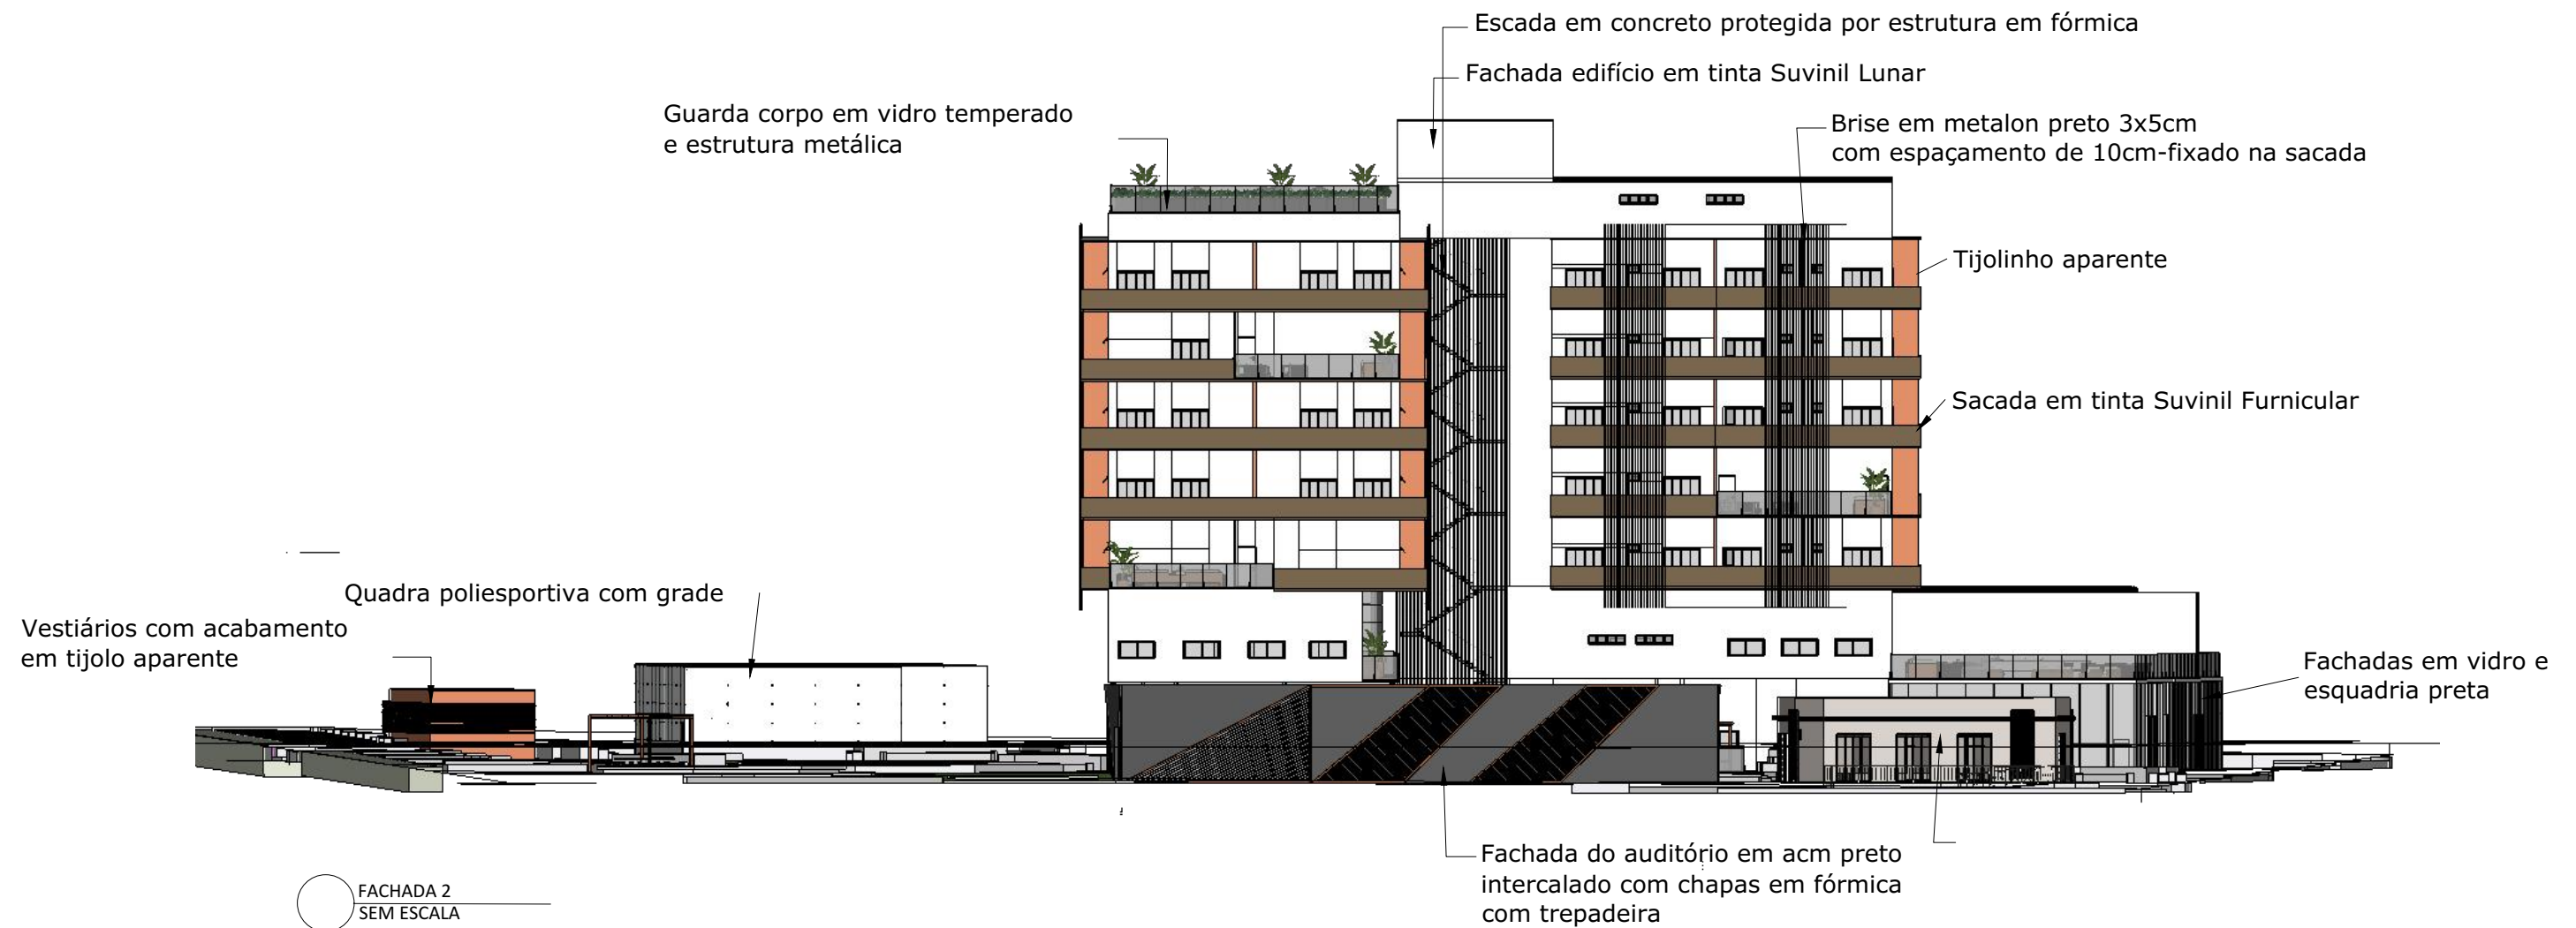 Escada em concreto protegida por estrutura em fórmica
Fachada edifício em tinta Suvinil Lunar
Guarda corpo em vidro temperado
e estrutura metálica
Brise em metalon preto 3x5cm
com espaçamento de 10cm-fixado na sacada
Tijolinho aparente
Sacada em tinta Suvinil Furnicular
Quadra poliesportiva com grade
Vestiários com acabamento
em tijolo aparente
Fachadas em vidro e
esquadria preta
Fachada do auditório em acm preto
intercalado com chapas em fórmica
com trepadeira
FACHADA 2
SEM ESCALA